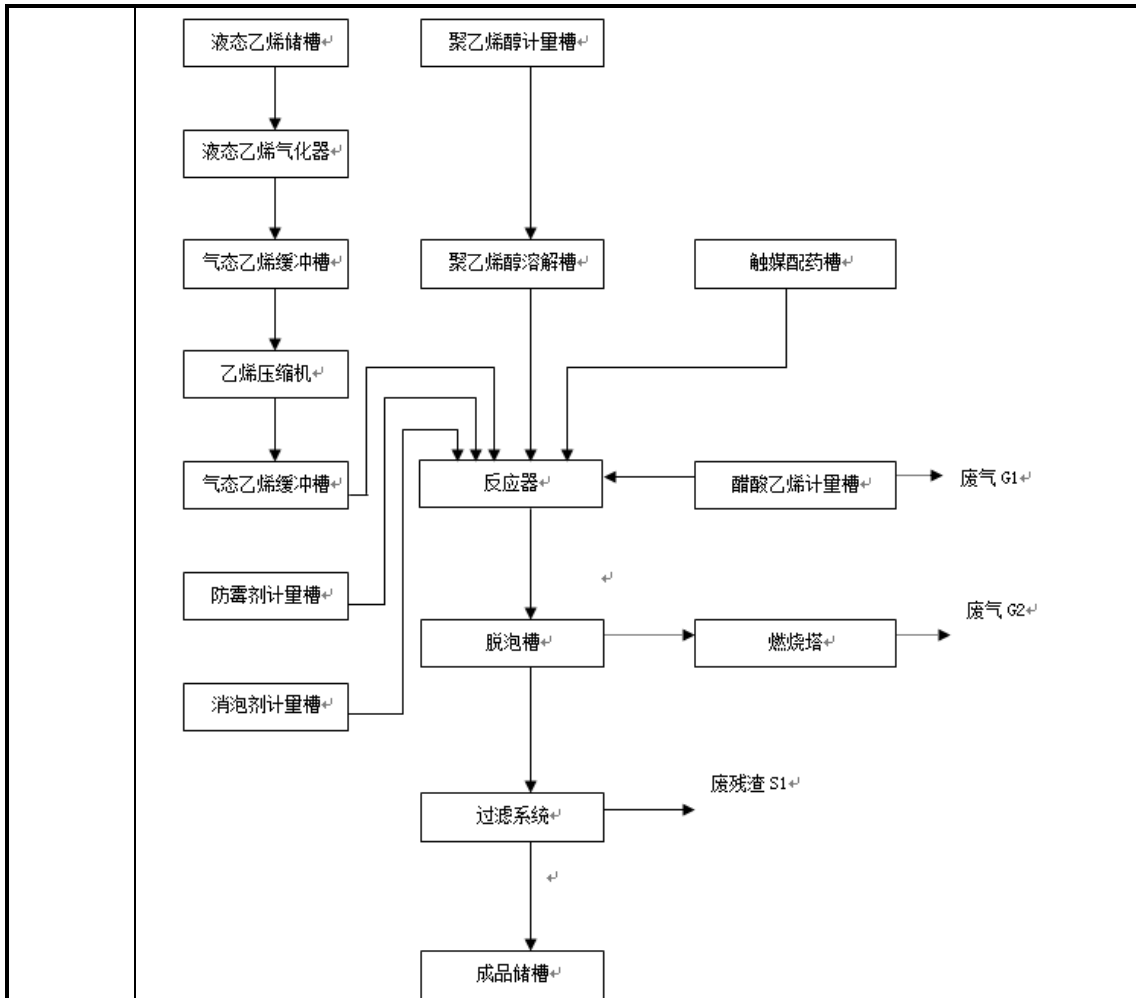 液态乙烯储槽
聚乙烯醇计量槽
液态乙烯气化器
气态乙烯缓冲槽
聚乙烯醇溶解槽
触媒配药槽
乙烯压缩机
气态乙烯缓冲槽
反应器
醋酸乙烯计量槽
废气 G1
防霉剂计量槽
脱泡槽
燃烧塔
废气 G2
消泡剂计量槽
过滤系统
废残渣 S1
成品储槽